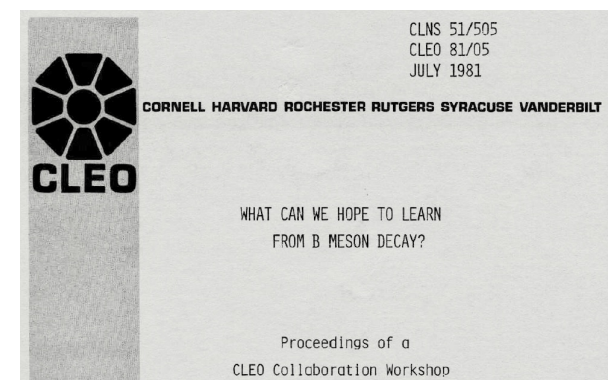 CLNS 51/505
CLEO 81/05
JULY 1981
CORNELL HARVARD ROCHESTER RUTGERS SYRACUSE VANDERBILT
CLEO
WHAT CAN WE HOPE TO LEARN
FROM B MESON DECAY?
Proceedings of a
CLEO Collaboration Workshop